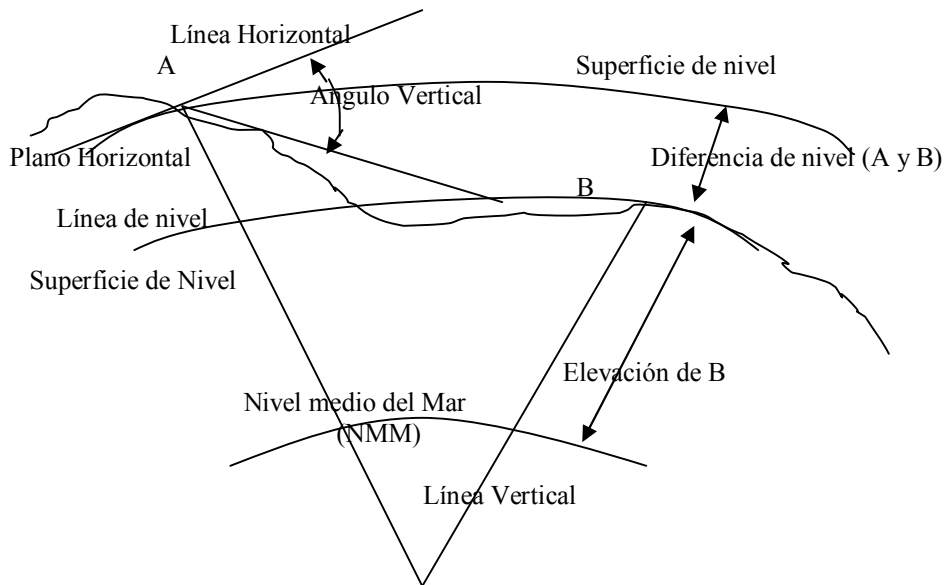 Línea Horizontal
A
Superficie de nivel
Angulo Vertical
Plano Horizontal
Diferencia de nivel (A y B)
B
Línea de nivel
Superficie de Nivel
Elevación de B
Nivel medio del Mar
(NMM)
Línea Vertical